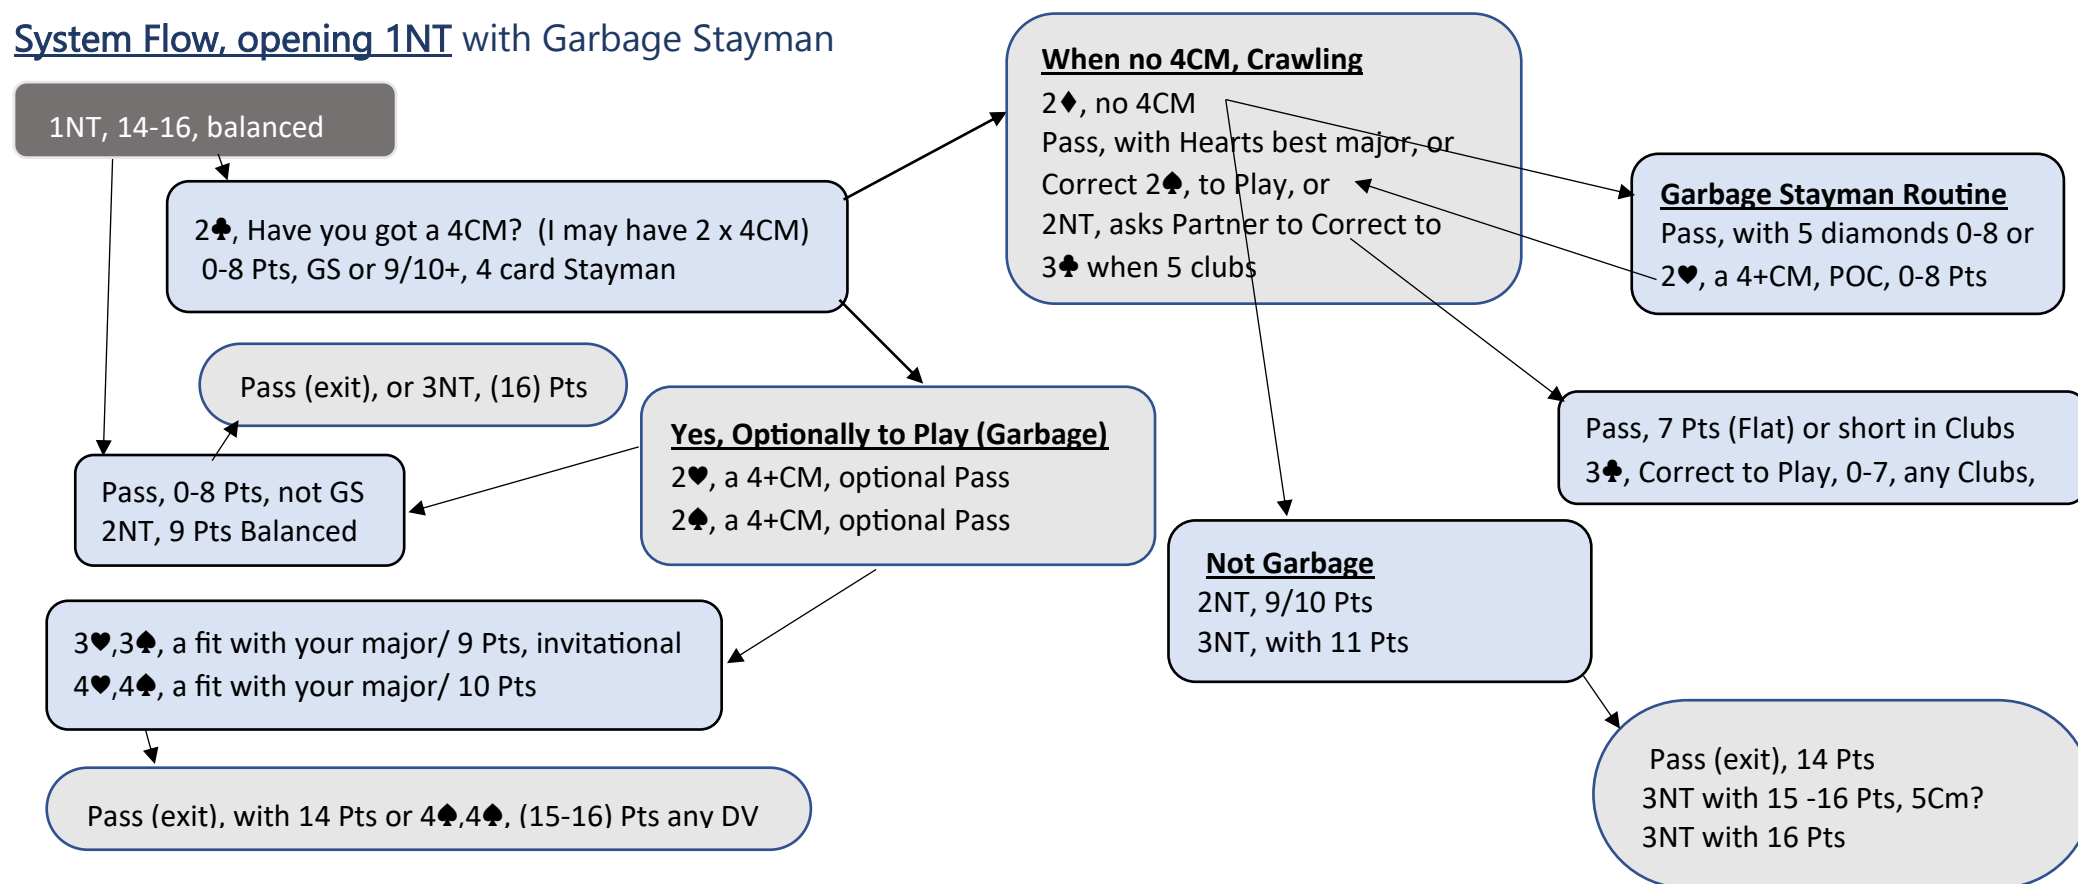 System Flow, opening 1NT with Garbage Stayman
1NT, 14-16, balanced
2♣, Have you got a 4CM?  (I may have 2 x 4CM)
0-8 Pts, GS or 9/10+, 4 card Stayman
When no 4CM, Crawling
2♦, no 4CM
Pass, with Hearts best major, or
Correct 2♠, to Play, or
2NT, asks Partner to Correct to
3♣ when 5 clubs
Garbage Stayman Routine
Pass, with 5 diamonds 0-8 or
2♥, a 4+CM, POC, 0-8 Pts
Pass (exit), or 3NT, (16) Pts
Pass, 0-8 Pts, not GS
2NT, 9 Pts Balanced
Yes, Optionally to Play (Garbage)
2♥, a 4+CM, optional Pass
2♠, a 4+CM, optional Pass
Pass, 7 Pts (Flat) or short in Clubs
3♣, Correct to Play, 0-7, any Clubs,
Not Garbage
2NT, 9/10 Pts
3NT, with 11 Pts
3♥,3♠, a fit with your major/ 9 Pts, invitational
4♥,4♠, a fit with your major/ 10 Pts
Pass (exit), with 14 Pts or 4♠,4♠, (15-16) Pts any DV
Pass (exit), 14 Pts
3NT with 15 -16 Pts, 5Cm?
3NT with 16 Pts